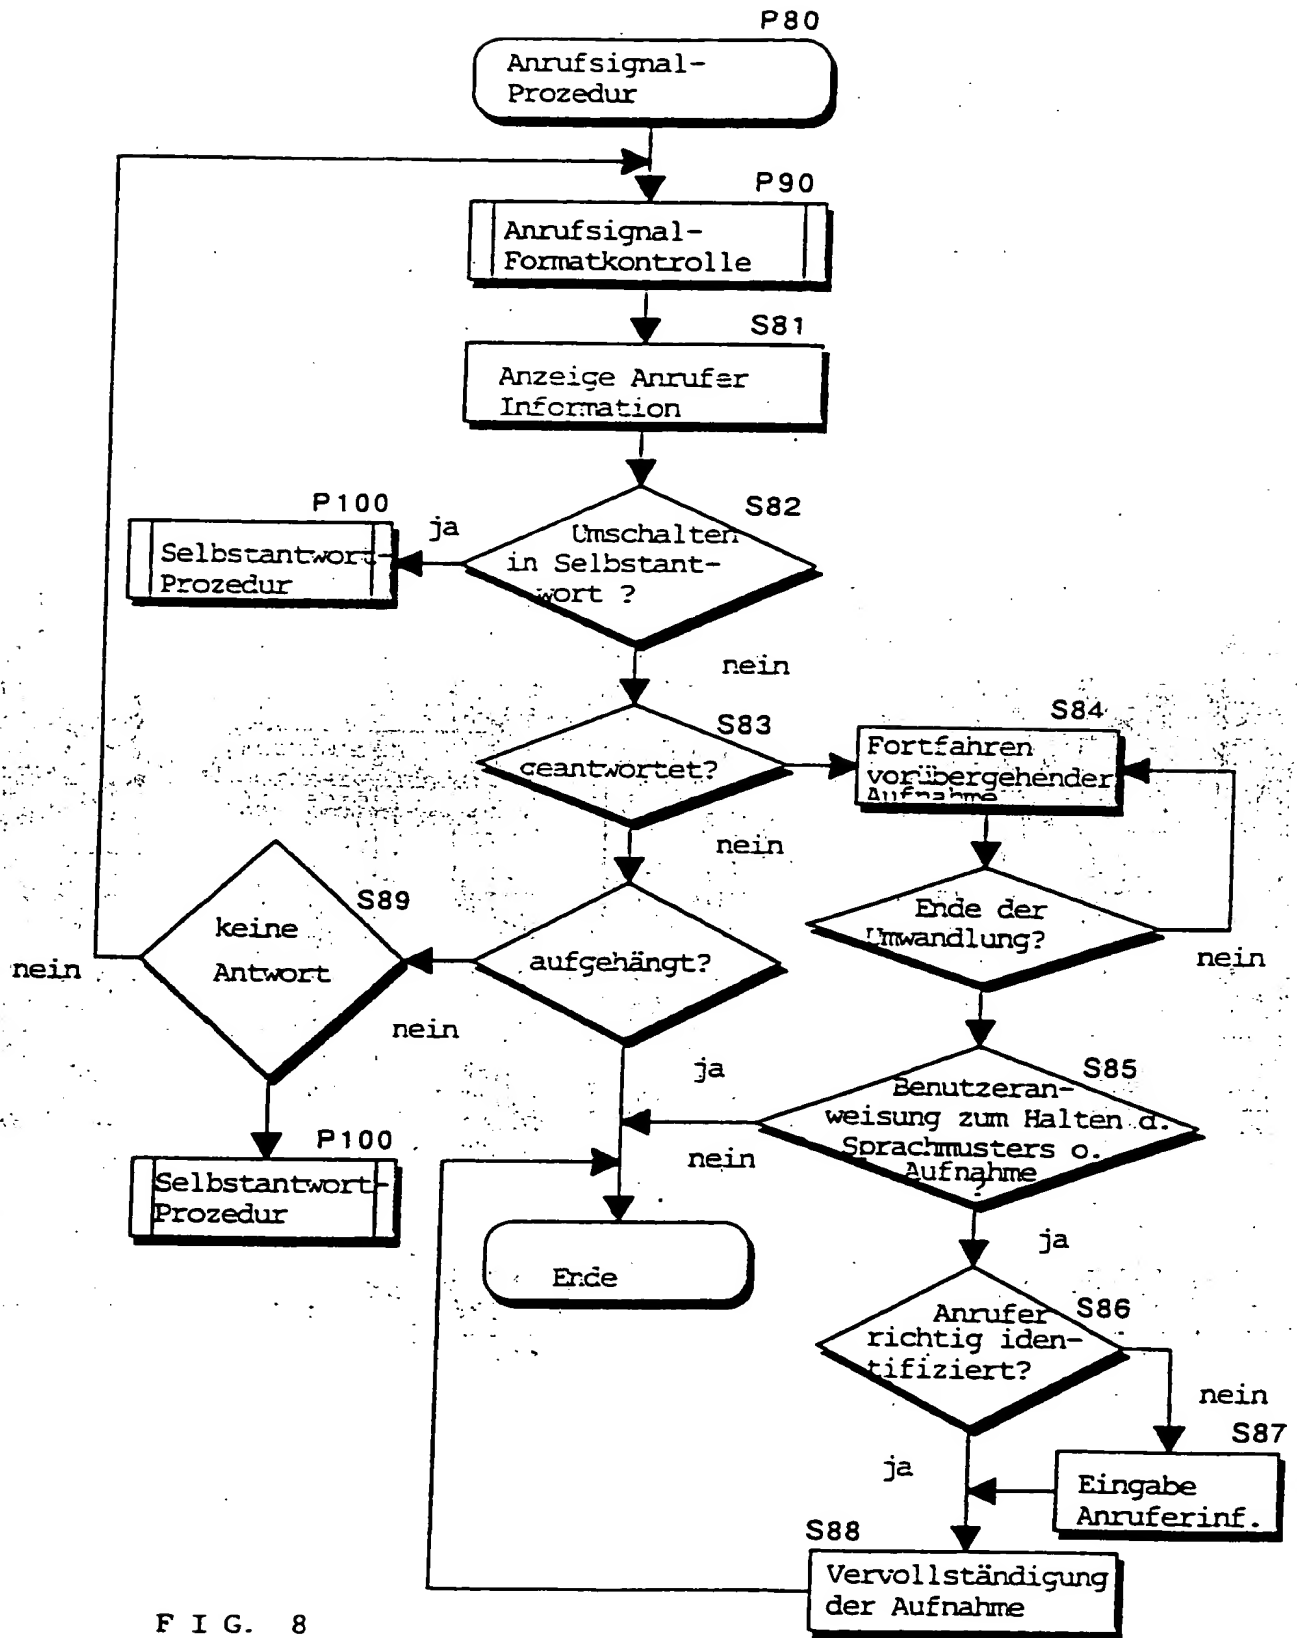 P80
Anrufsignal-
Prozedur
P90
Anrufsignal-
Formatkontrolle
S81
Anzeige Anrufer
Information
P100
ja
S82
Selbstantwort-
Prozedur
Umschalten
in Selbstant-
wort ?
nein
S83
geantwortet?
S84
Fortfahren
vorübergehender
Aufnahme
nein
S89
keine
Antwort
nein
aufgehängt?
nein
Ende der
Umwandlung?
nein
ja
S85
Benutzeran-
weisung zum Halten d.
Sprachmusters o.
Aufnahme
?
nein
P100
Selbstantwort-
Prozedur
Ende
ja
S86
Anrufer
richtig iden-
tifiziert?
nein
S87
ja
Eingabe
Anruferinf.
S88
Vervollständigung
der Aufnahme
FIG. 8